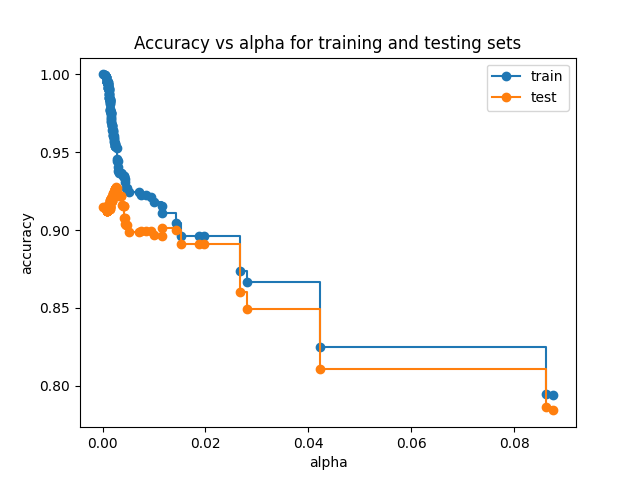 Accuracy vs alpha for training and testing sets
train
test
1.00
0.95
0.90
0.85
0.80
accuracy
0.00
0.02
0.04
0.06
0.08
alpha